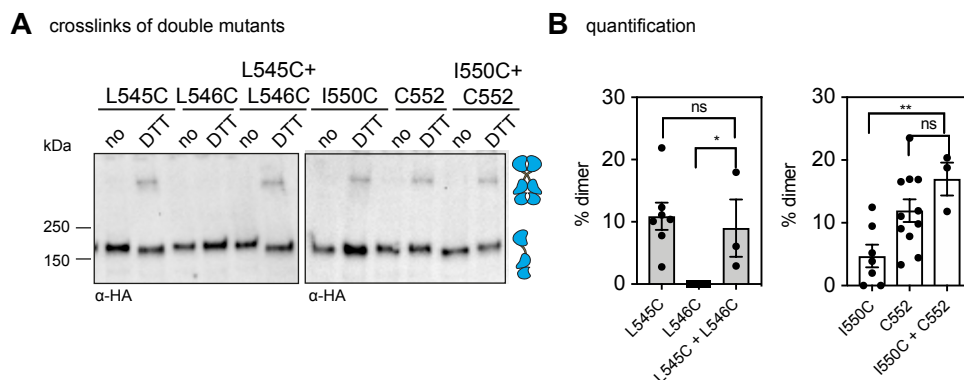 A crosslinks of double mutants
L545C+ I550C+
L545C L546C L546C I550C C552 C552
no DTT no DTT no DTT no DTT no DTT no DTT
kDa
250
150
α-HA α-HA
B quantification
30
20
10
0
% dimer
ns
*
L545C
L546C
L545C + L546C
30
20
10
0
% dimer
**
ns
I550C
C552
I550C + C552